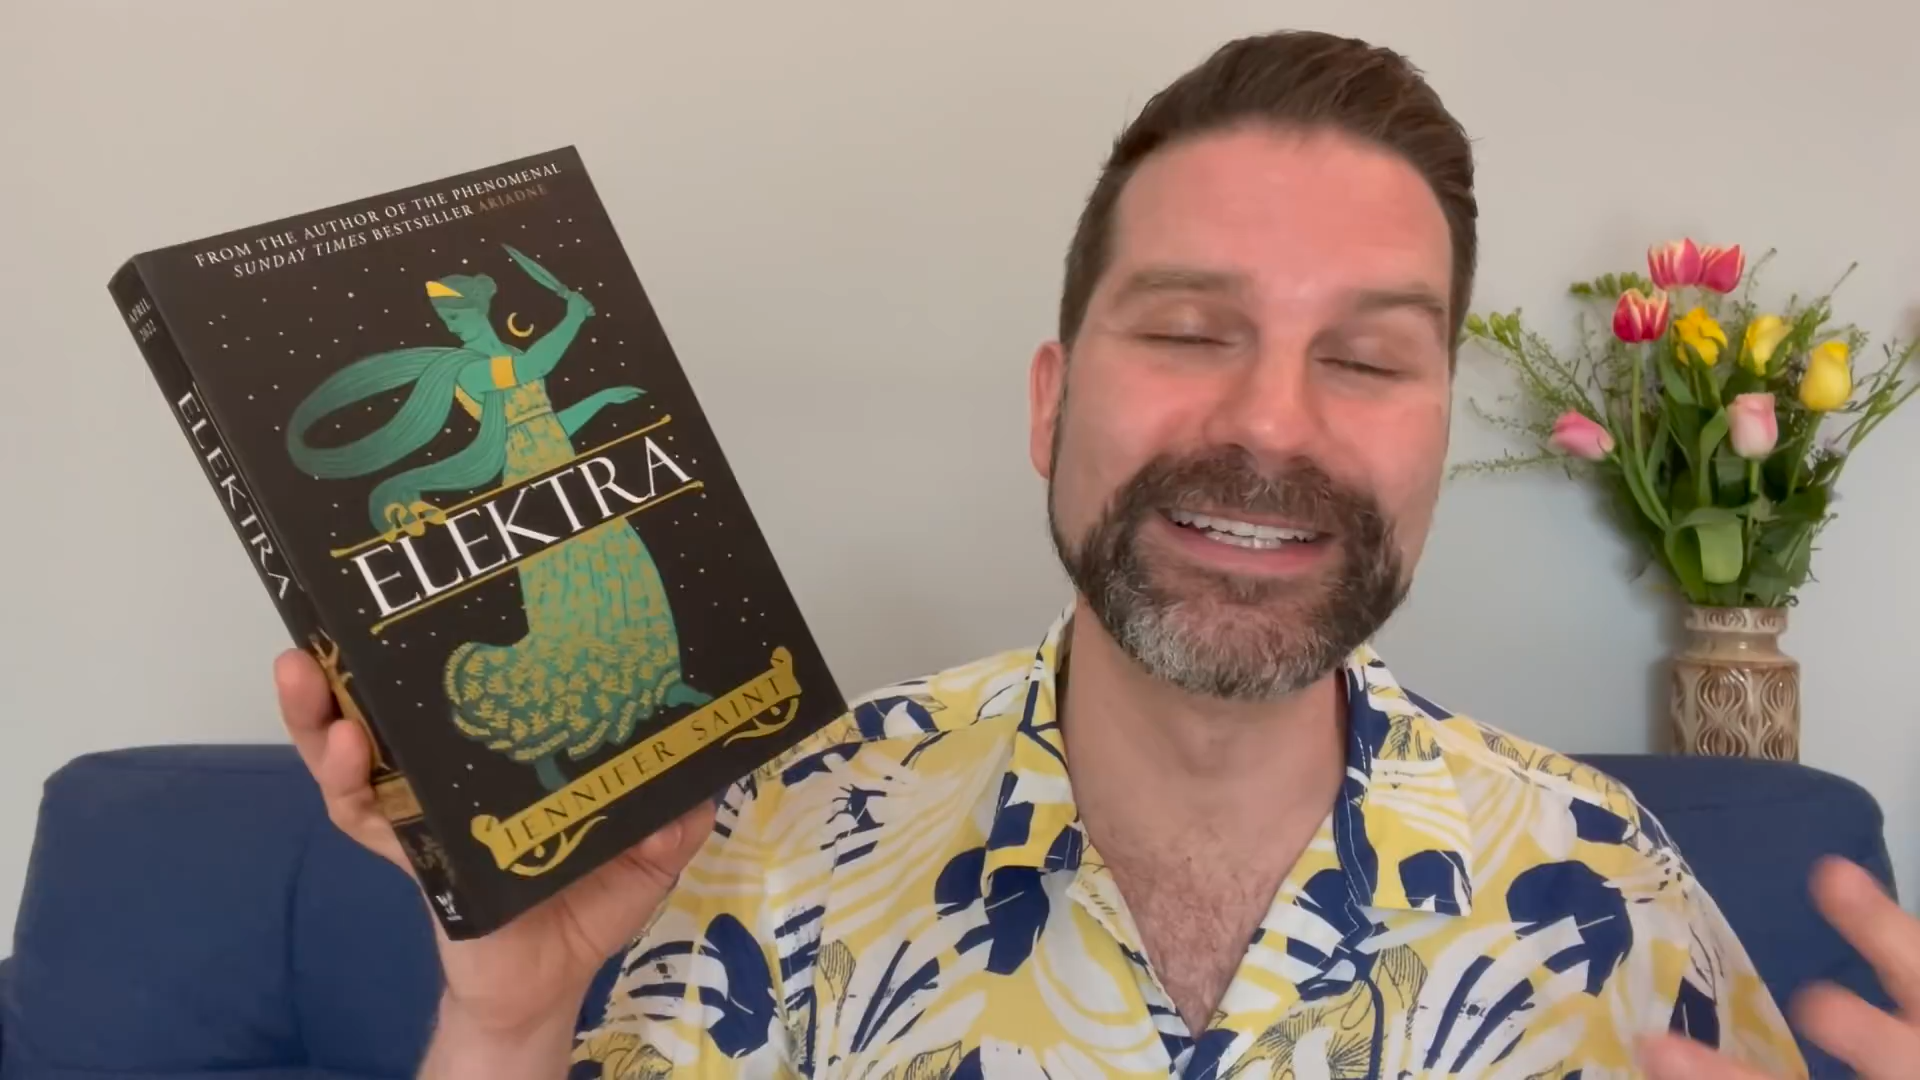 FROM THE AUTHOR OF THE PHENOMENAL
SUNDAY TIMES BESTSELLER ARIADNE
ELEKTRA
JENNIFER SAINT
APRIL
2022
ELEKTRA